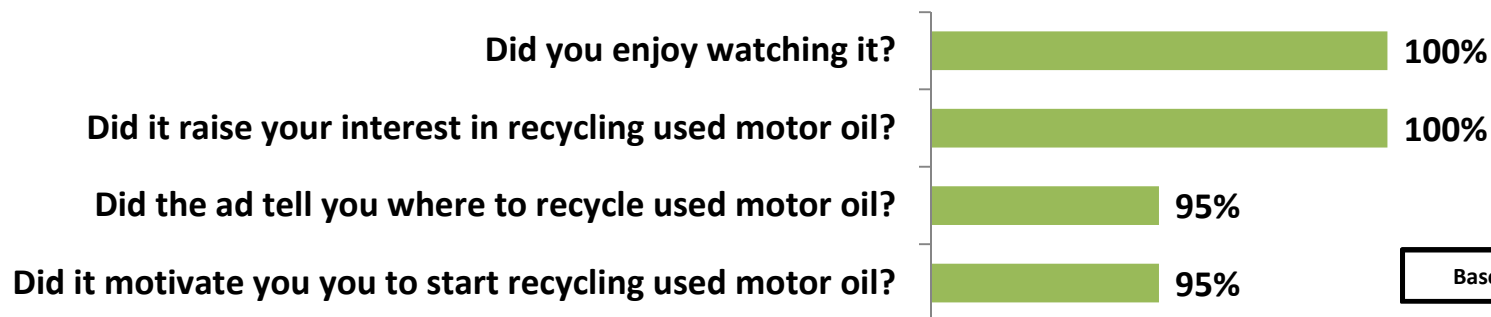 Did you enjoy watching it? 100%
Did it raise your interest in recycling used motor oil? 100%
Did the ad tell you where to recycle used motor oil? 95%
Did it motivate you you to start recycling used motor oil? 95%